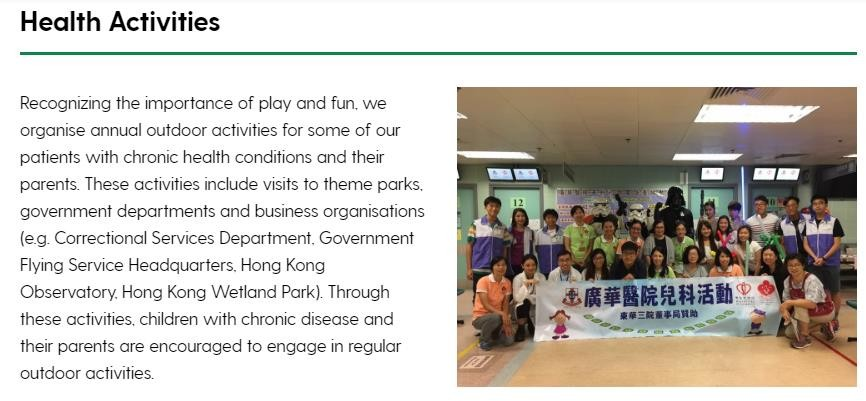 Health Activities
Recognizing the importance of play and fun, we
organise annual outdoor activities for some of our
patients with chronic health conditions and their
parents. These activities include visits to theme parks,
government departments and business organisations
(e.g. Correctional Services Department, Government
Flying Service Headquarters, Hong Kong
Observatory, Hong Kong Wetland Park). Through
these activities, children with chronic disease and
their parents are encouraged to engage in regular
outdoor activities.
12
廣華醫院兒科活動
東華三院董事局贊助